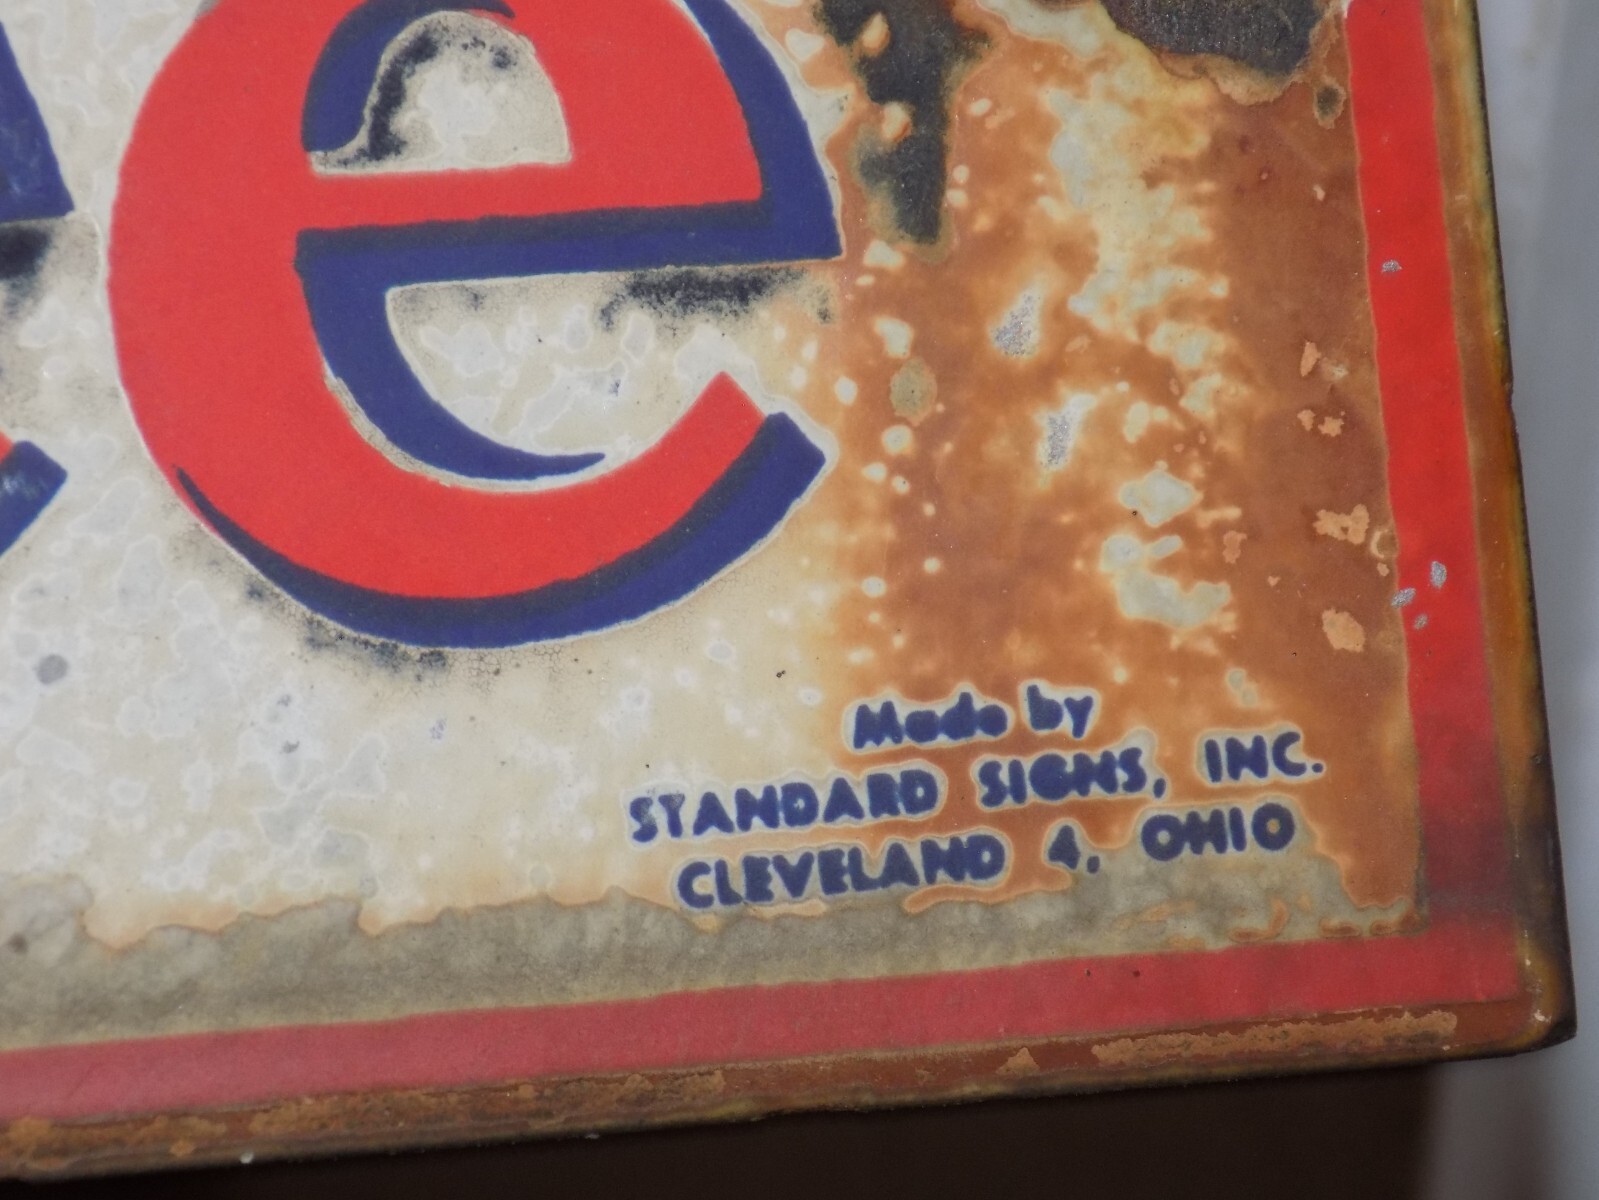 e
Made by
STANDARD SIGNS, INC.
CLEVELAND 4, OHIO